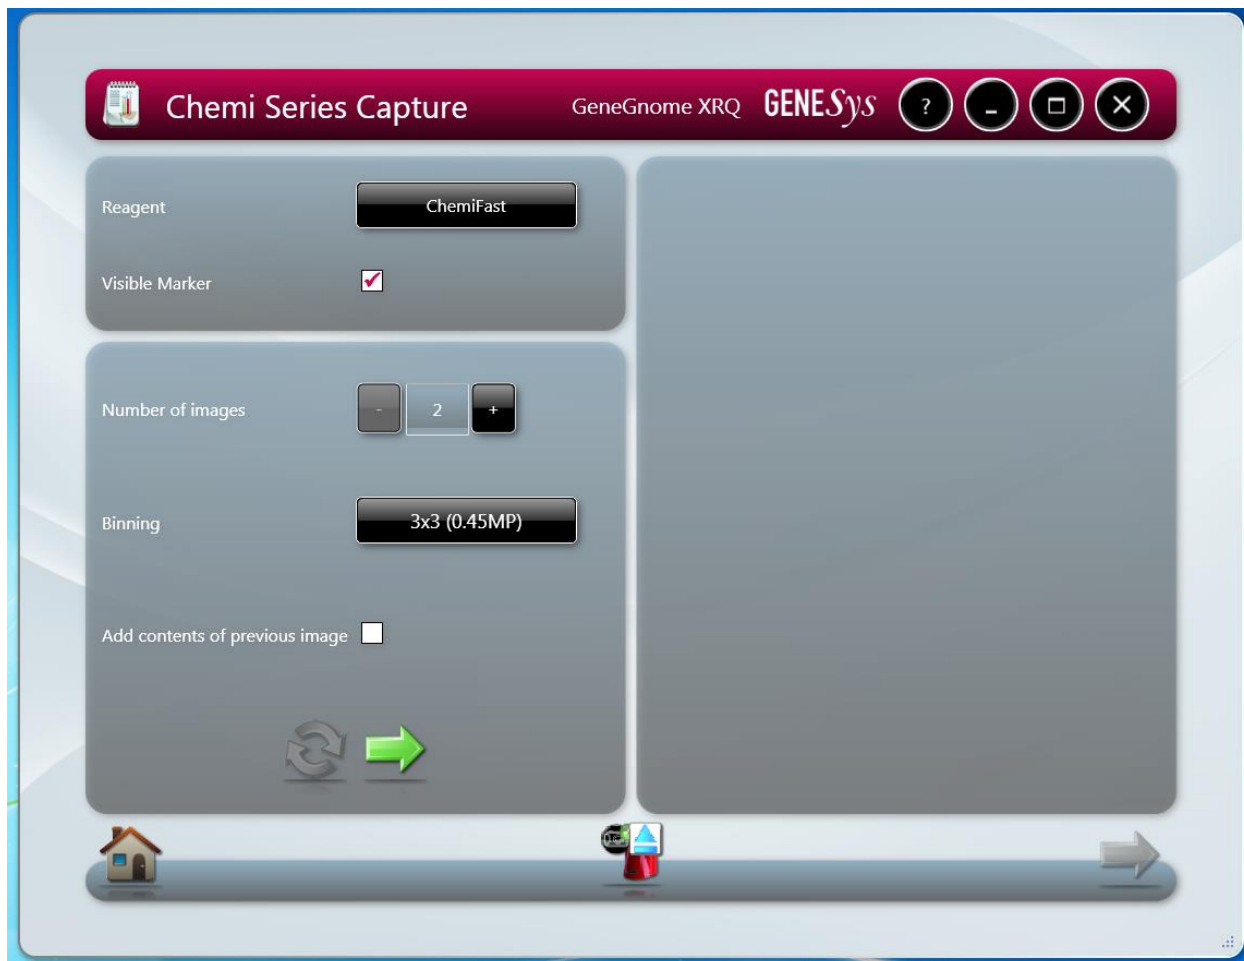 Chemi Series Capture GeneGnome XRQ GENESys ?
Reagent ChemiFast
Visible Marker
Number of images - 2 +
Binning 3x3 (0.45MP)
Add contents of previous image